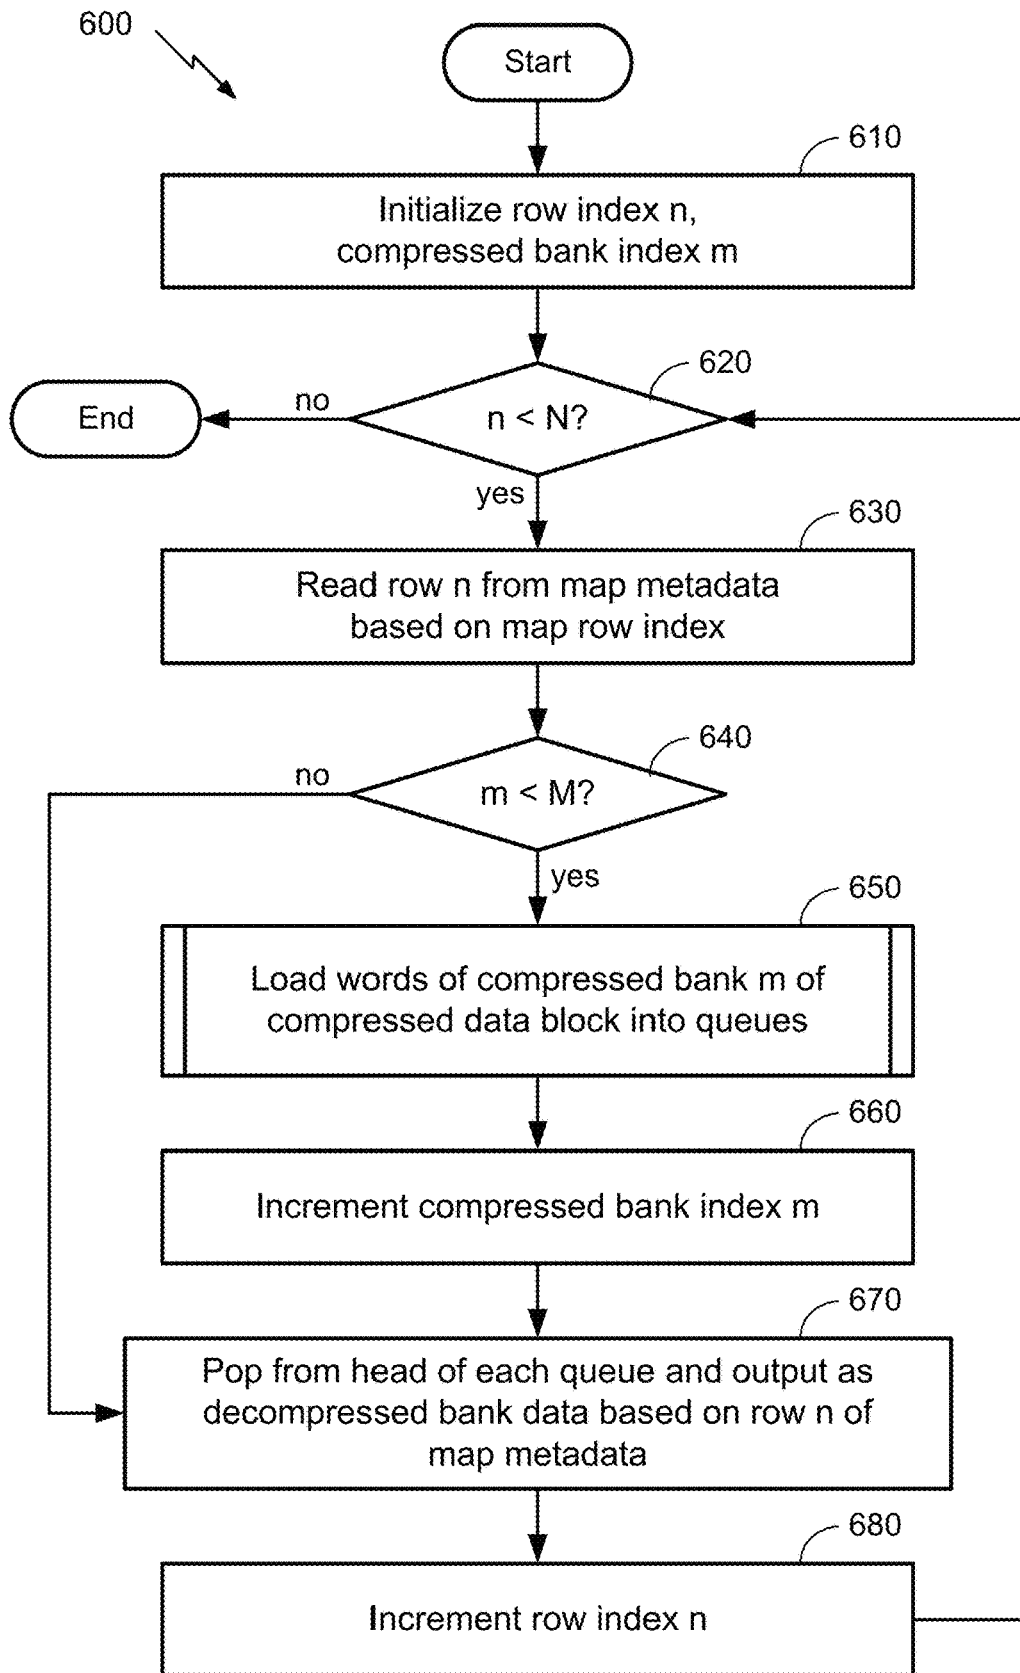 600
Start
610
Initialize row index n,
compressed bank index m
620
n < N?
no
End
yes
630
Read row n from map metadata
based on map row index
640
m < M?
no
yes
650
Load words of compressed bank m of
compressed data block into queues
660
Increment compressed bank index m
670
Pop from head of each queue and output as
decompressed bank data based on row n of
map metadata
680
Increment row index n